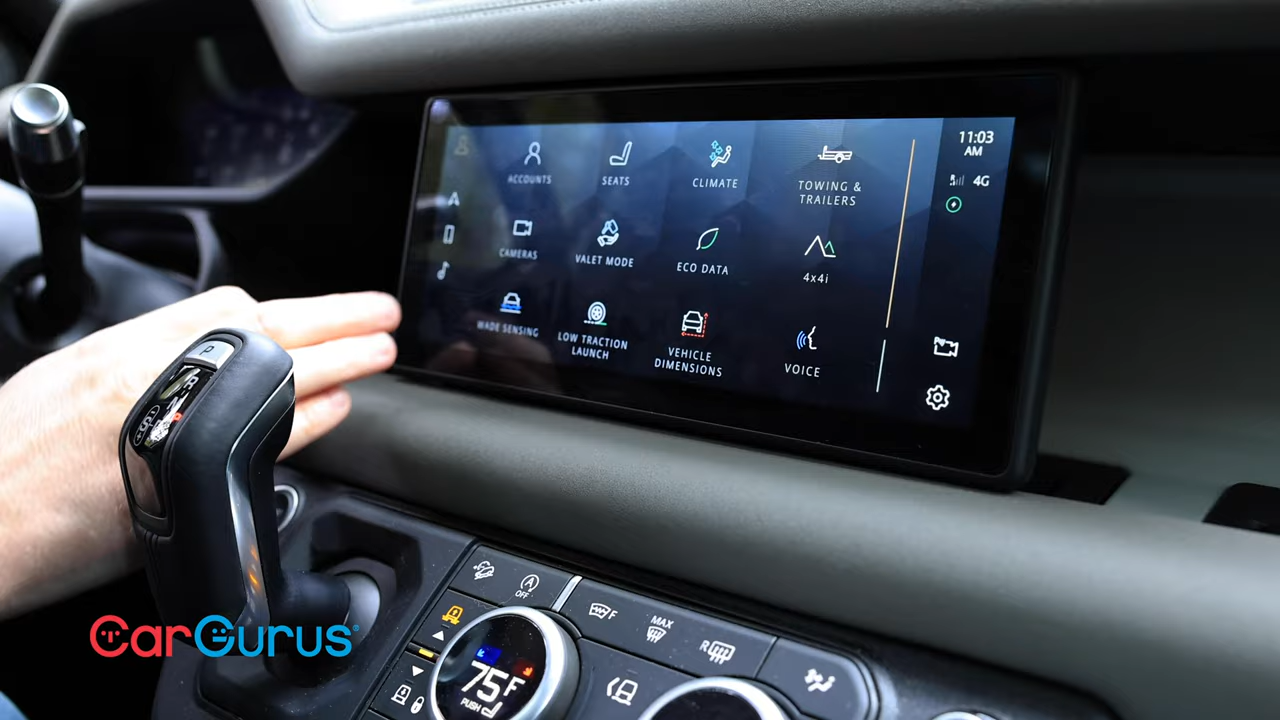 11:03
AM
4G
ACCOUNTS
SEATS
CLIMATE
TOWING &
TRAILERS
CAMERAS
VALET MODE
ECO DATA
4x4i
WADE SENSING
LOW TRACTION
LAUNCH
VEHICLE
DIMENSIONS
VOICE
P
R
N
OFF
F
MAX
R
75F
PUSH
CarGurus®